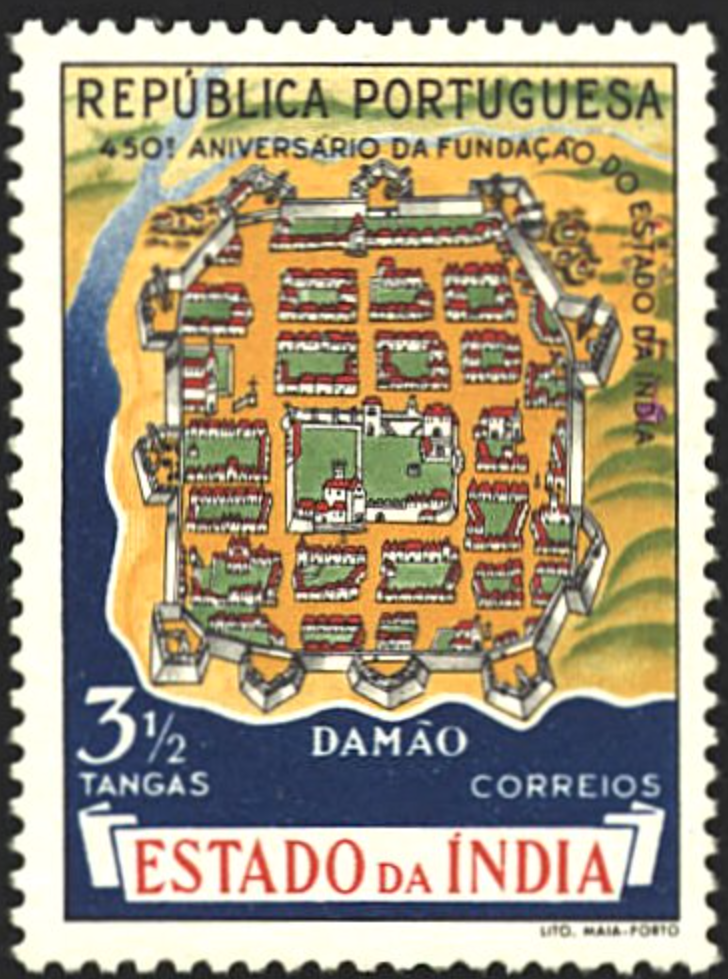 REPÚBLICA PORTUGUESA
450º ANIVERSÁRIO DA FUNDAÇÃO DO ESTADO DA ÍNDIA
3 1/2
TANGAS
DAMÃO
CORREIOS
ESTADO DA ÍNDIA
LITO. MAIA-PORTO